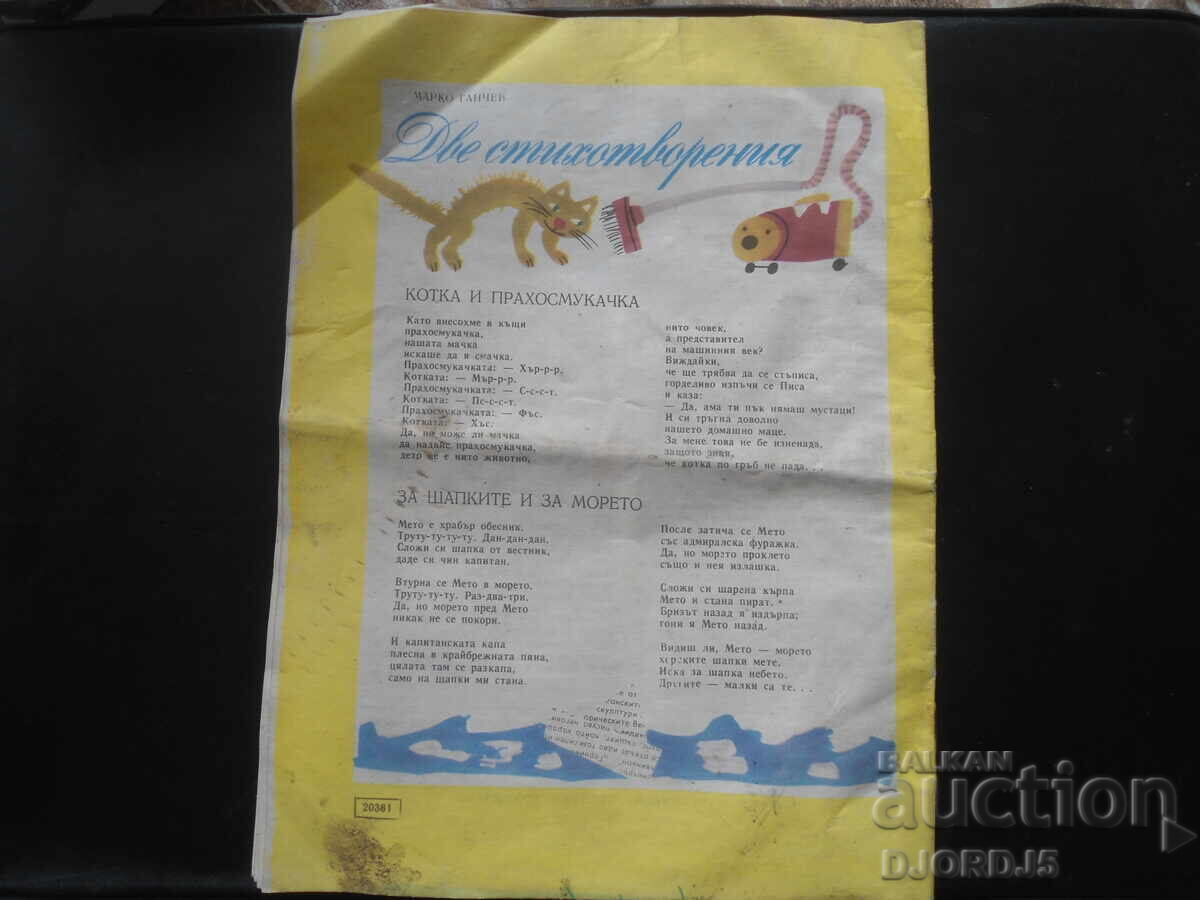 МАРКО ГАНЧЕВ
Две стихотворения
КОТКА И ПРАХОСМУКАЧКА
Като внесохме в къщи
прахосмукачка,
нашата мачка
искаше да я смачка.
Прахосмукачката: — Хър-р-р,
Котката: — Мър-р-р.
Прахосмукачката: — С-с-с-т.
Котката: — Пс-с-с-т.
Прахосмукачката: — Фъс.
Котката: — Хъс.
Да, но може ли мачка
да надвие прахосмукачка,
дето не е нито животно,
нито човек,
а представител
на машинния век?
Виждайки,
че ще трябва да се стъписа,
горделиво изпъчи се Писа
и каза:
— Да, ама ти пък нямаш мустаци!
И си тръгна доволно
нашето домашно маце.
За мене това не бе изненада,
защото зная,
че котка по гръб не пада...
ЗА ШАПКИТЕ И ЗА МОРЕТО
Мето е храбър обесник.
Труту-ту-ту-ту. Дан-дан-дан.
Сложи си шапка от вестник,
даде си чин капитан.
Втурна се Мето в морето.
Труту-ту-ту. Раз-два-три.
Да, но морето пред Мето
никак не се покори.
И капитанската капа
плесна в крайбрежната пяна,
цялата там се разкапа,
само на щапки ми стана.
После затича се Мето
със адмиралска фуражка.
Да, но морето проклето
също и нея излашка.
Сложи си шарена кърпа
Мето и стана пират.
Бризът назад я издърпа;
гони я Мето назад.
Видиш ли, Мето — морето
хорските шапки мете.
Иска за шапка небето.
Другите — малки са те...
скулптури
20361
BALKAN
auction
DJORDJ5